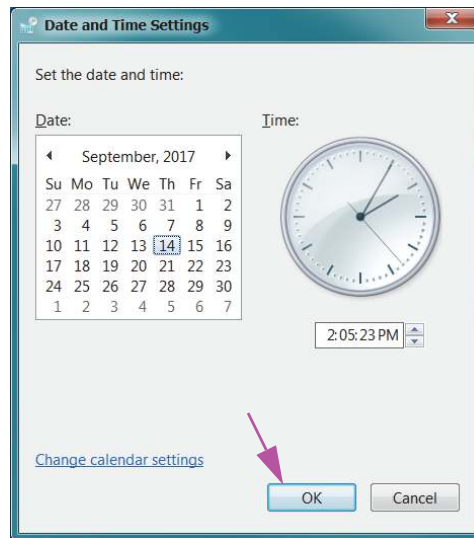 Date and Time Settings
X
Set the date and time:
Date:
Time:
September, 2017
Su Mo Tu We Th Fr Sa
27 28 29 30 31 1 2
3 4 5 6 7 8 9
10 11 12 13 14 15 16
17 18 19 20 21 22 23
24 25 26 27 28 29 30
1 2 3 4 5 6 7
2:05:23 PM
Change calendar settings
OK Cancel